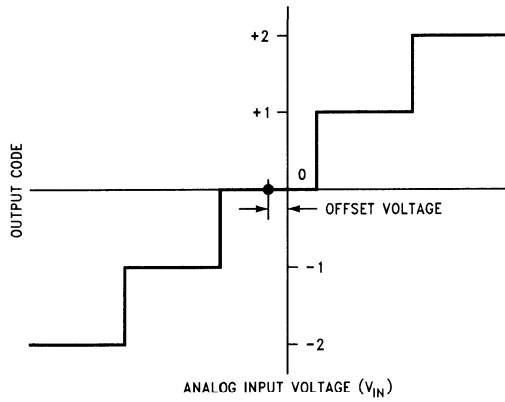 +2
+1
0
OUTPUT CODE
OFFSET VOLTAGE
-1
-2
ANALOG INPUT VOLTAGE (VIN)